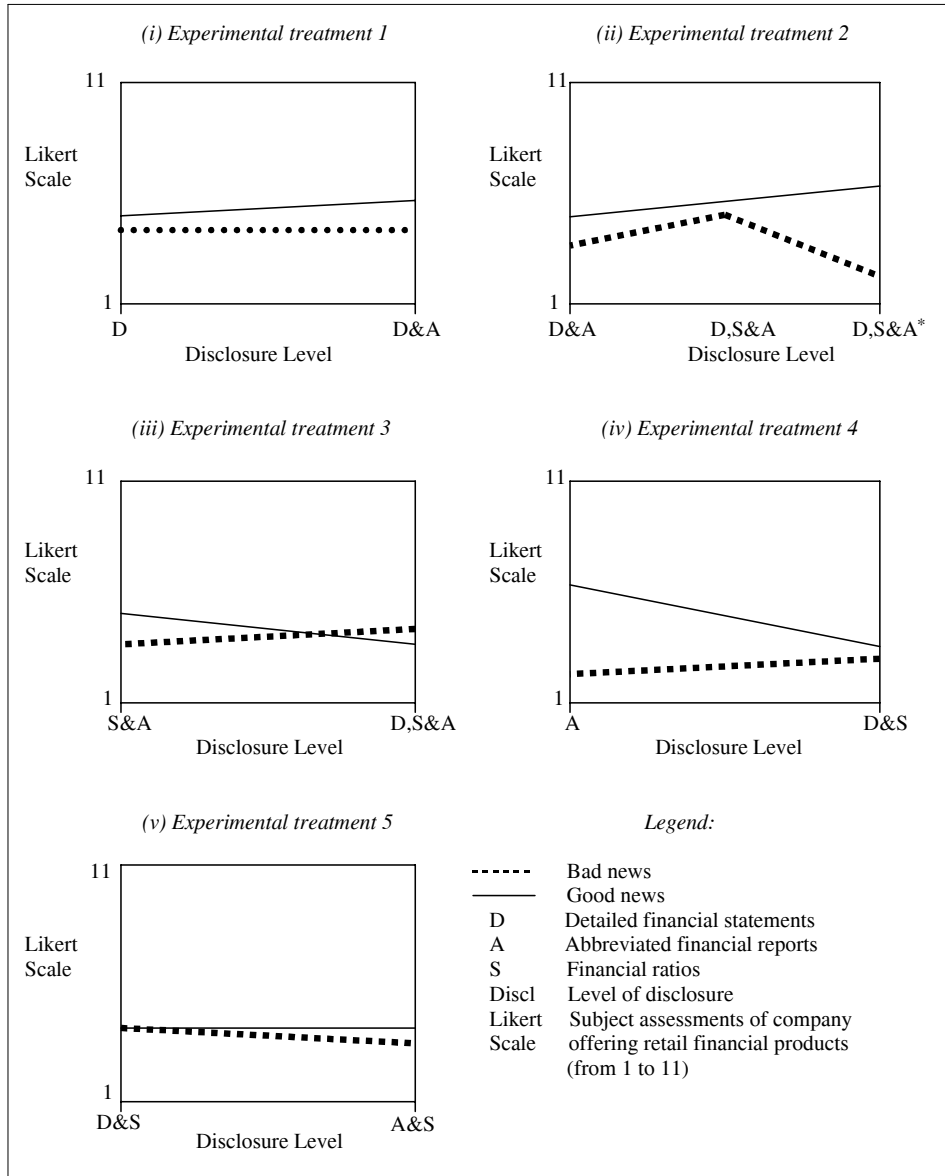 (i) Experimental treatment 1
11
Likert
Scale
1
D
D&A
Disclosure Level
(ii) Experimental treatment 2
11
Likert
Scale
1
D&A
D,S&A
D,S&A*
Disclosure Level
(iii) Experimental treatment 3
11
Likert
Scale
1
S&A
D,S&A
Disclosure Level
(iv) Experimental treatment 4
11
Likert
Scale
1
A
D&S
Disclosure Level
(v) Experimental treatment 5
11
Likert
Scale
1
D&S
A&S
Disclosure Level
Legend:
Bad news
Good news
D Detailed financial statements
A Abbreviated financial reports
S Financial ratios
Discl Level of disclosure
Likert Subject assessments of company
Scale offering retail financial products
(from 1 to 11)